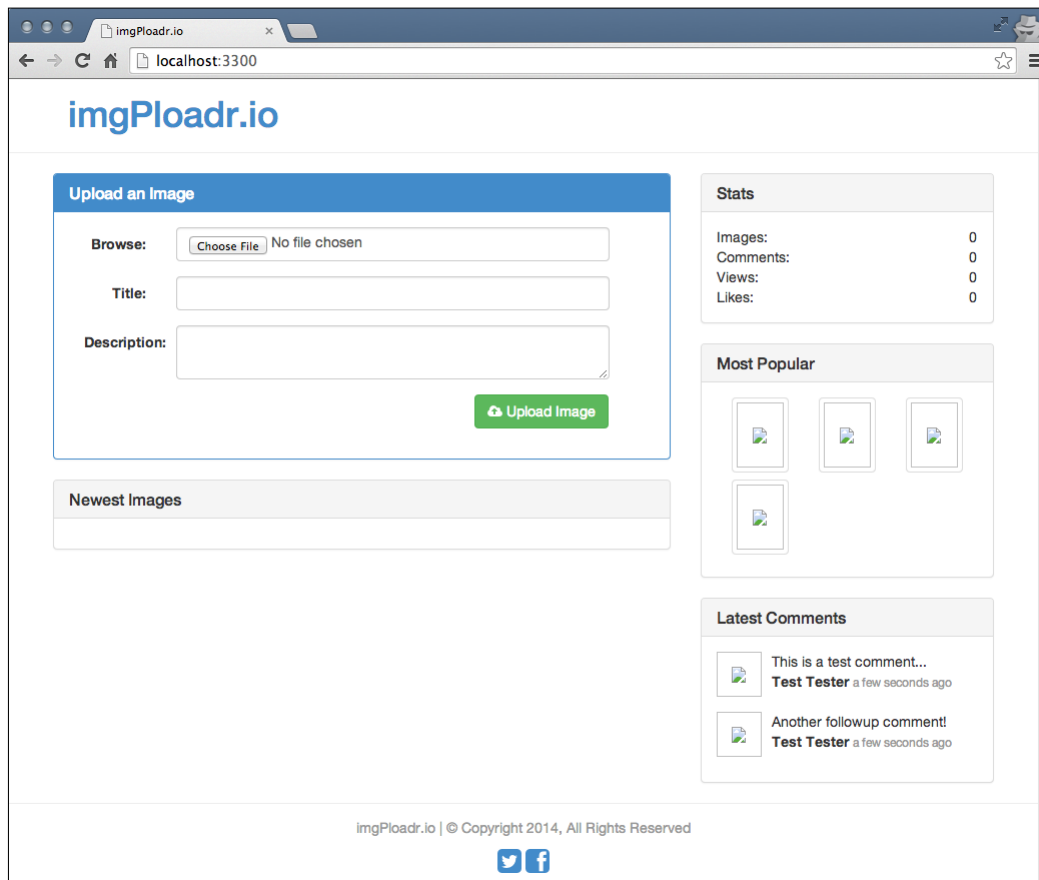 imgPloadr.io
localhost:3300
imgPloadr.io
Upload an Image
Browse: Choose File No file chosen
Title:
Description:
Upload Image
Newest Images
Stats
Images: 0
Comments: 0
Views: 0
Likes: 0
Most Popular
Latest Comments
This is a test comment...
Test Tester a few seconds ago
Another followup comment!
Test Tester a few seconds ago
imgPloadr.io | © Copyright 2014, All Rights Reserved